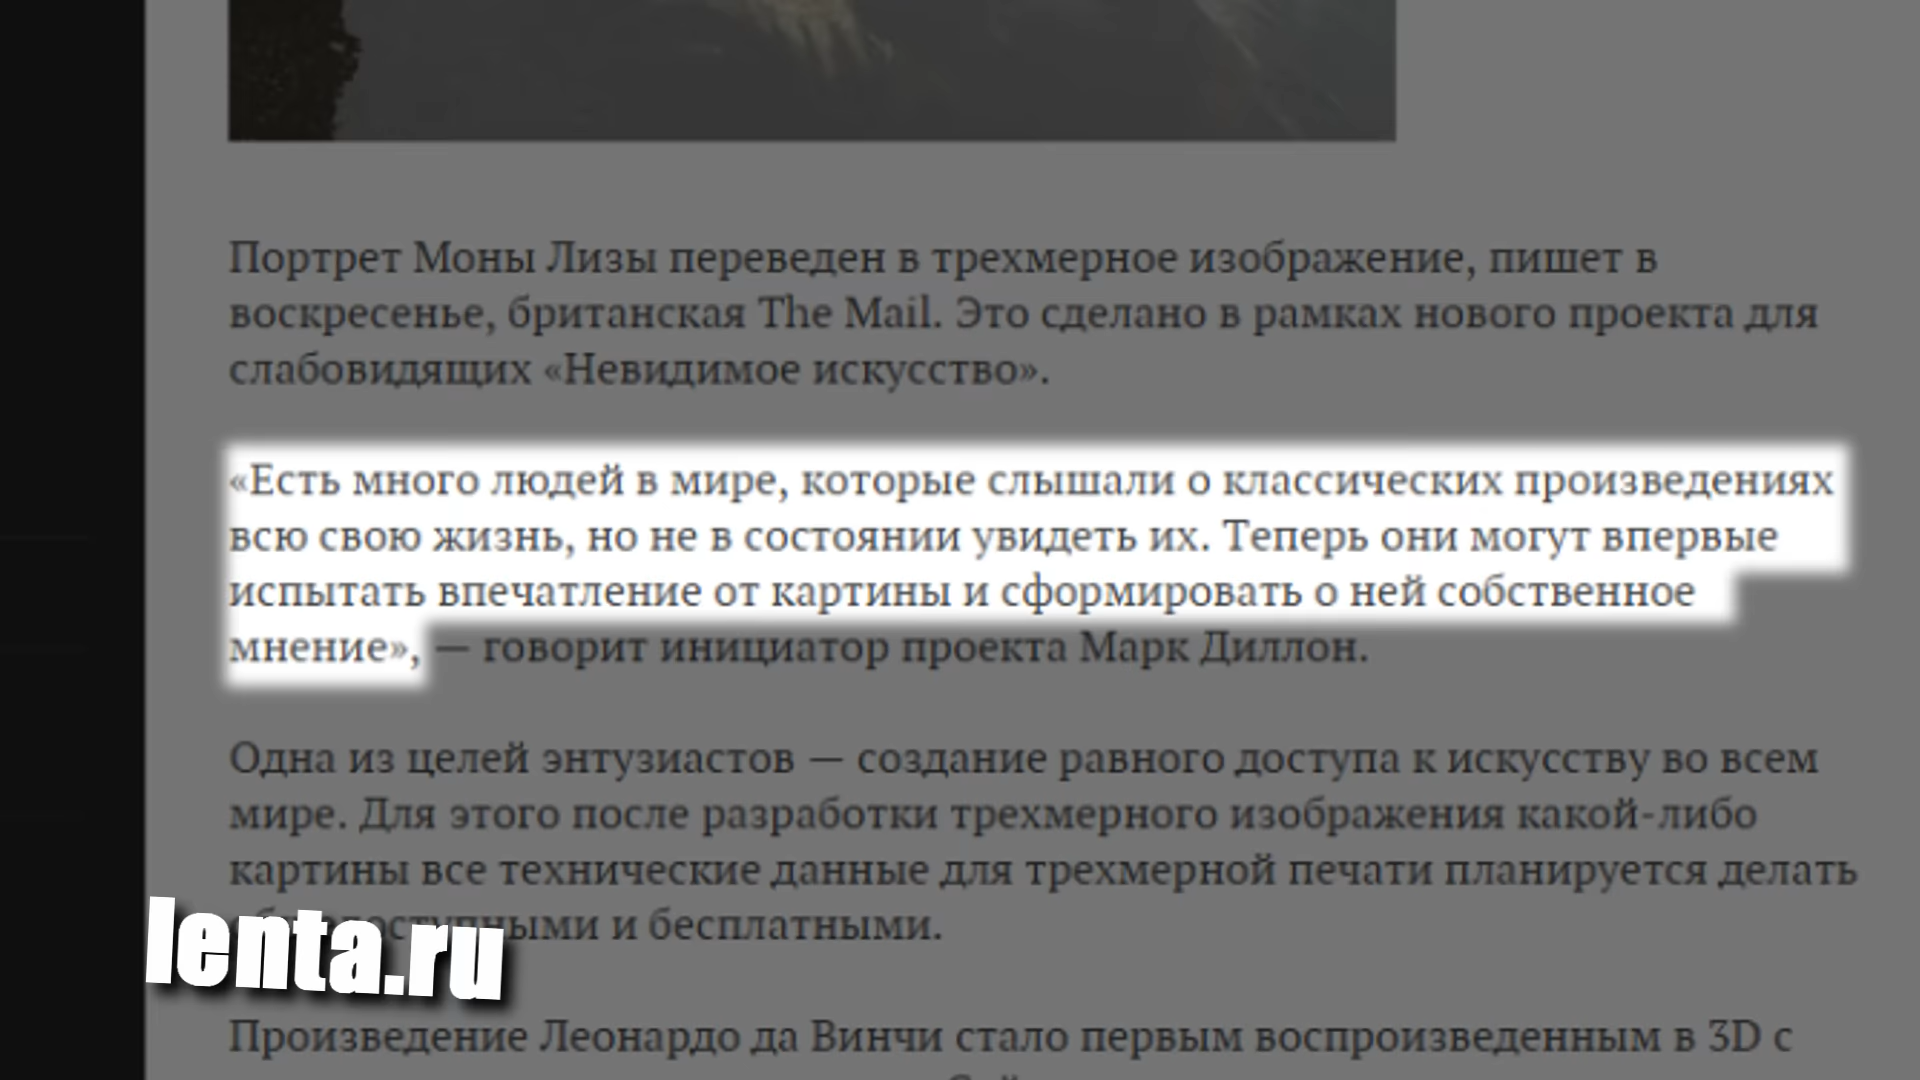 Портрет Моны Лизы переведен в трехмерное изображение, пишет в
воскресенье, британская The Mail. Это сделано в рамках нового проекта для
слабовидящих «Невидимое искусство».
«Есть много людей в мире, которые слышали о классических произведениях
всю свою жизнь, но не в состоянии увидеть их. Теперь они могут впервые
испытать впечатление от картины и сформировать о ней собственное
мнение», — говорит инициатор проекта Марк Диллон.
Одна из целей энтузиастов — создание равного доступа к искусству во всем
мире. Для этого после разработки трехмерного изображения какой-либо
картины все технические данные для трехмерной печати планируется делать
и бесплатными.
lenta.ru
Произведение Леонардо да Винчи стало первым воспроизведенным в 3D с